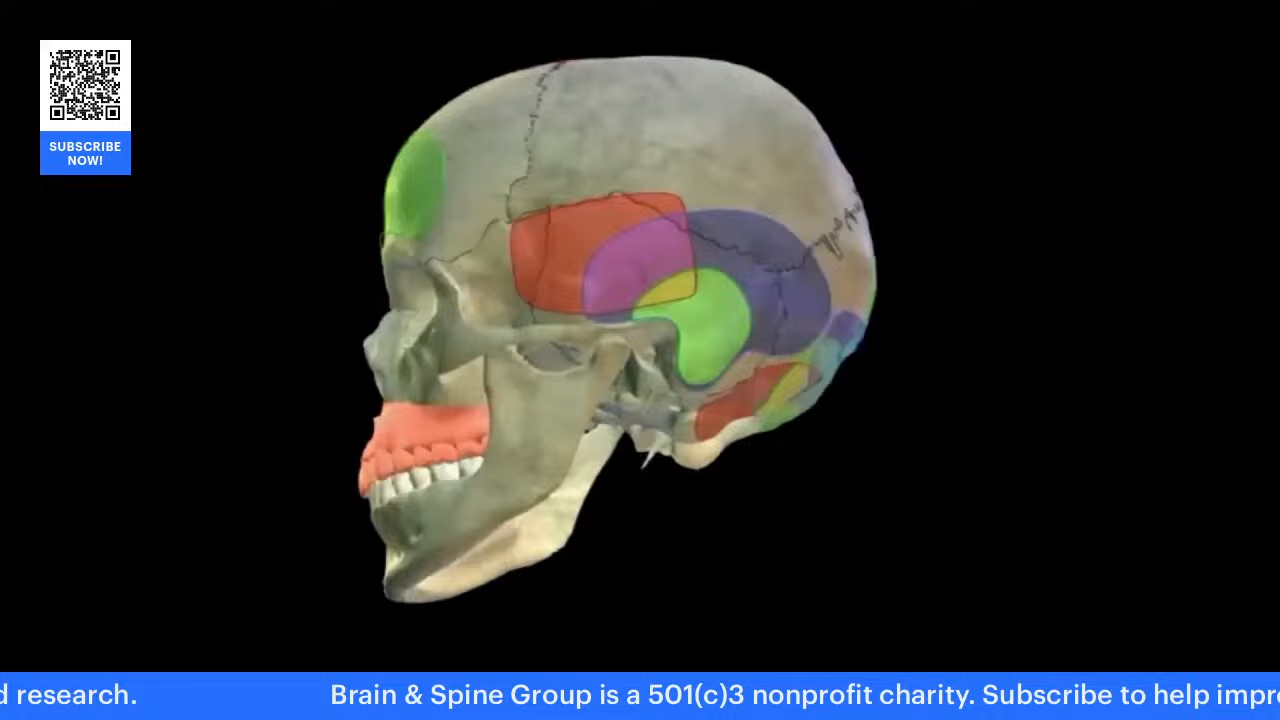 SUBSCRIBE
NOW!
d research. Brain & Spine Group is a 501(c)3 nonprofit charity. Subscribe to help impr